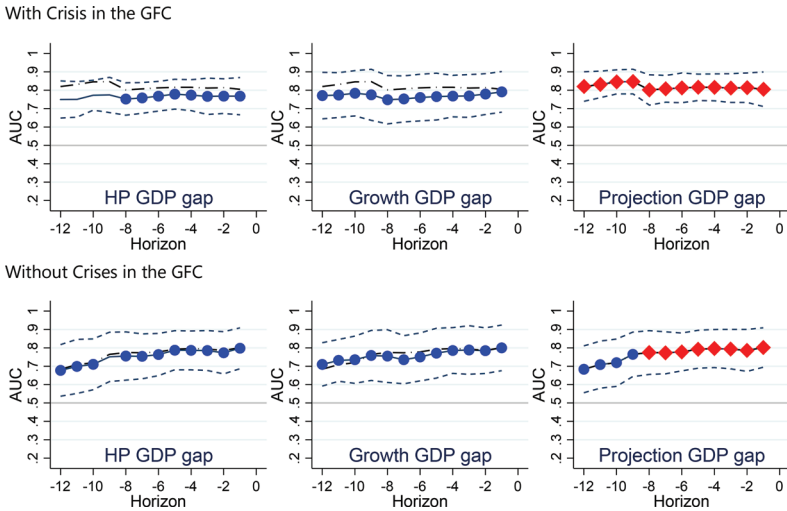 With Crisis in the GFC
AUC
.2 .3 .4 .5 .6 .7 .8 .9 1
HP GDP gap
-12 -10 -8 -6 -4 -2 0
Horizon
AUC
.2 .3 .4 .5 .6 .7 .8 .9 1
Growth GDP gap
-12 -10 -8 -6 -4 -2 0
Horizon
AUC
.2 .3 .4 .5 .6 .7 .8 .9 1
Projection GDP gap
-12 -10 -8 -6 -4 -2 0
Horizon
Without Crises in the GFC
AUC
.2 .3 .4 .5 .6 .7 .8 .9 1
HP GDP gap
-12 -10 -8 -6 -4 -2 0
Horizon
AUC
.2 .3 .4 .5 .6 .7 .8 .9 1
Growth GDP gap
-12 -10 -8 -6 -4 -2 0
Horizon
AUC
.2 .3 .4 .5 .6 .7 .8 .9 1
Projection GDP gap
-12 -10 -8 -6 -4 -2 0
Horizon